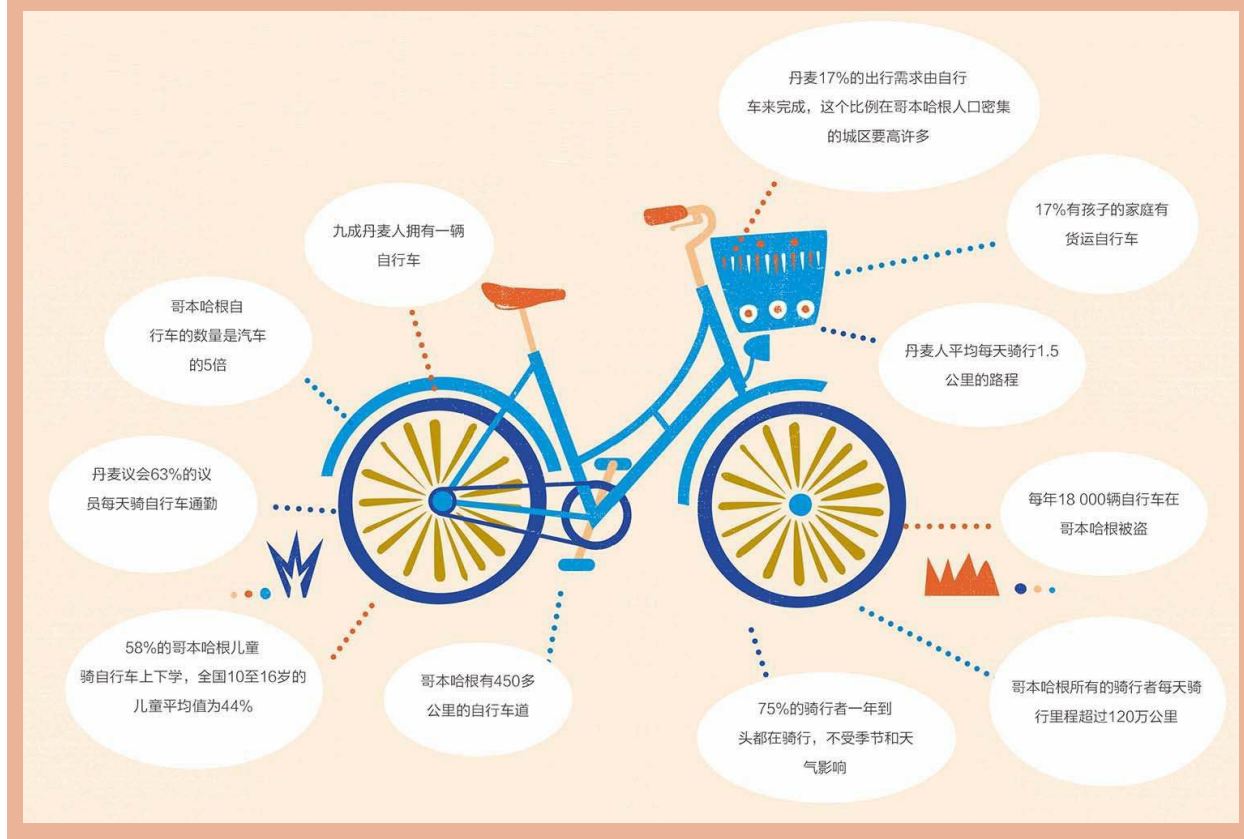 丹麦17%的出行需求由自行
车来完成，这个比例在哥本哈根人口密集
的城区要高许多
17%有孩子的家庭有
货运自行车
九成丹麦人拥有一辆
自行车
哥本哈根自
行车的数量是汽车
的5倍
丹麦人平均每天骑行1.5
公里的路程
丹麦议会63%的议
员每天骑自行车通勤
每年18 000辆自行车在
哥本哈根被盗
58%的哥本哈根儿童
骑自行车上下学，全国10至16岁的
儿童平均值为44%
哥本哈根有450多
公里的自行车道
75%的骑行者一年到
头都在骑行，不受季节和天
气影响
哥本哈根所有的骑行者每天骑
行里程超过120万公里